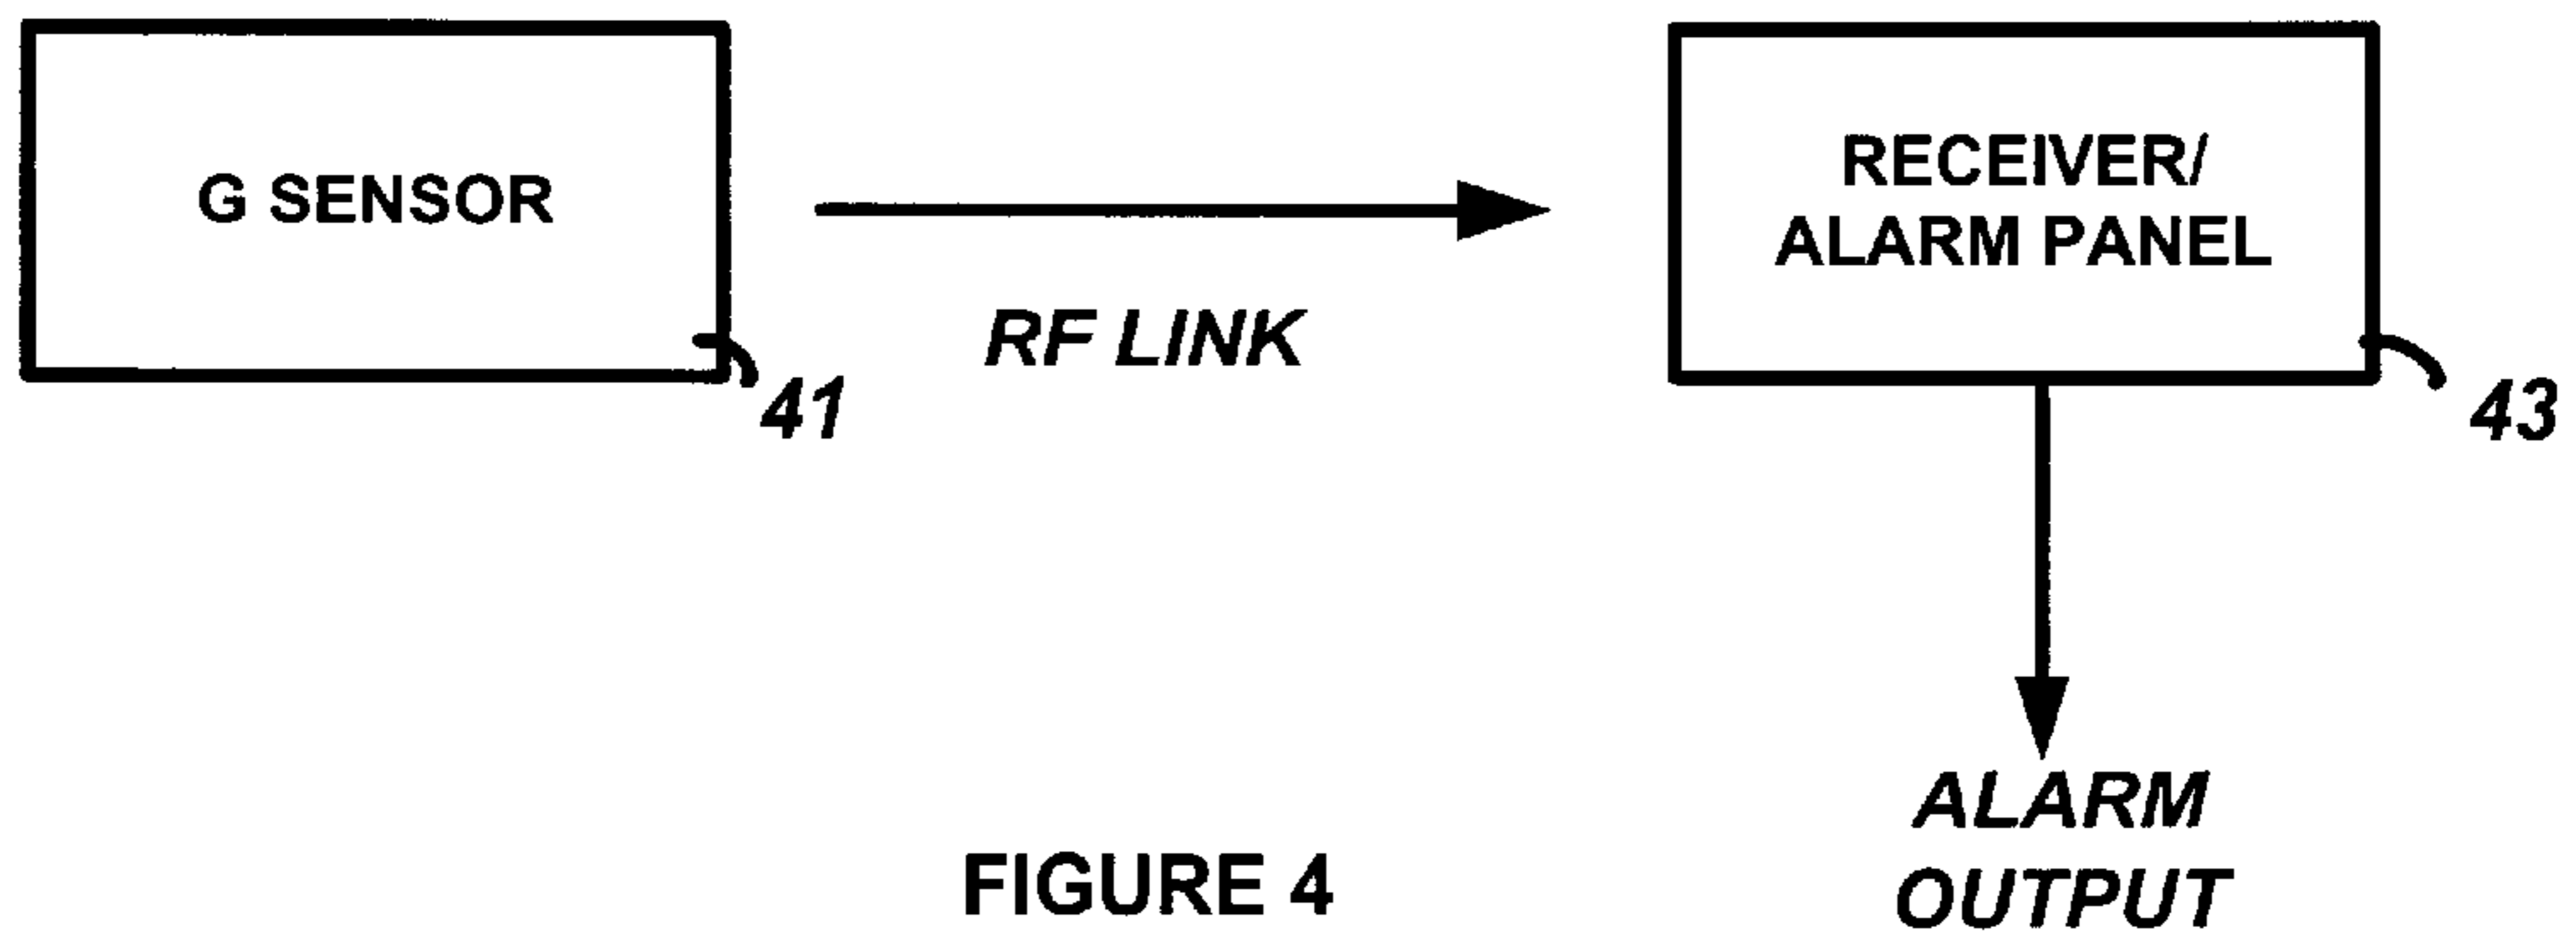 G SENSOR
RECEIVER/
ALARM PANEL
RF LINK
41
43
ALARM
OUTPUT
FIGURE 4